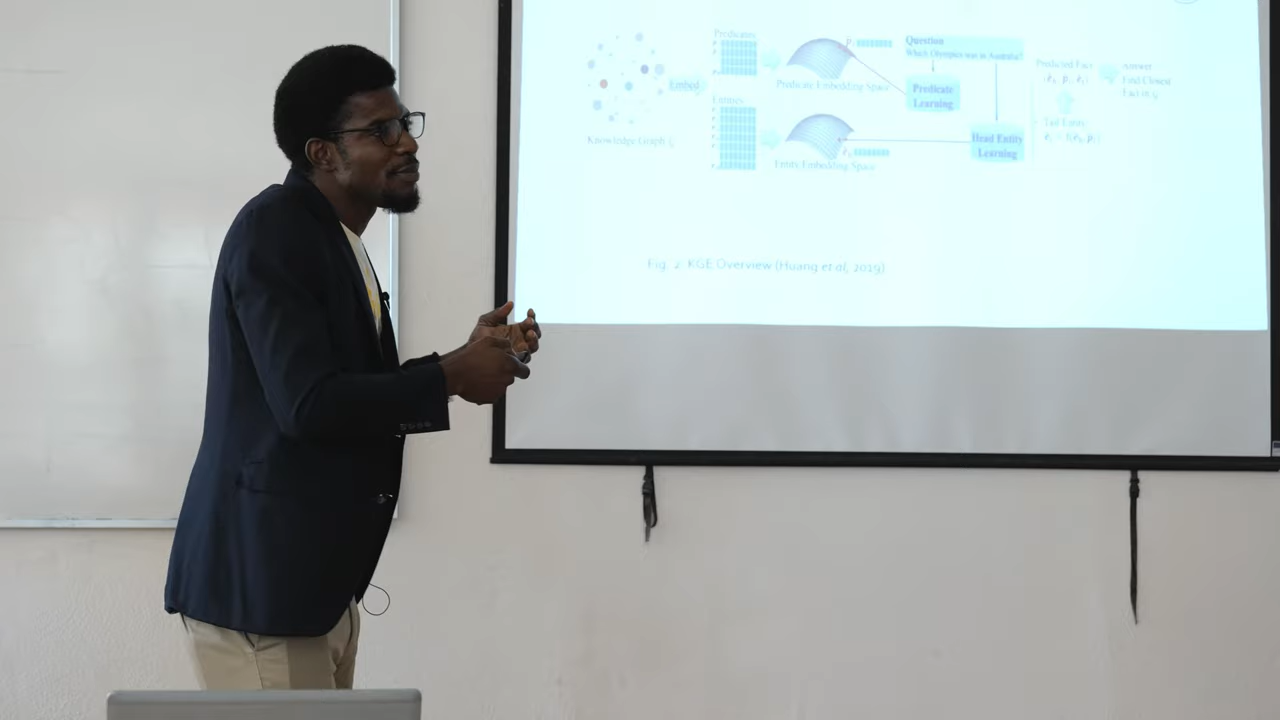 Predicates
Entities
Knowledge Graph
Embed
Predicate Embedding Space
Entity Embedding Space
Question
Which Olympics was in Australia?
Predicate
Learning
Head Entity
Learning
Predicted Fact
Tail Entity
Answer
Find Closest
Fig. 2: KGE Overview (Huang et al, 2019)